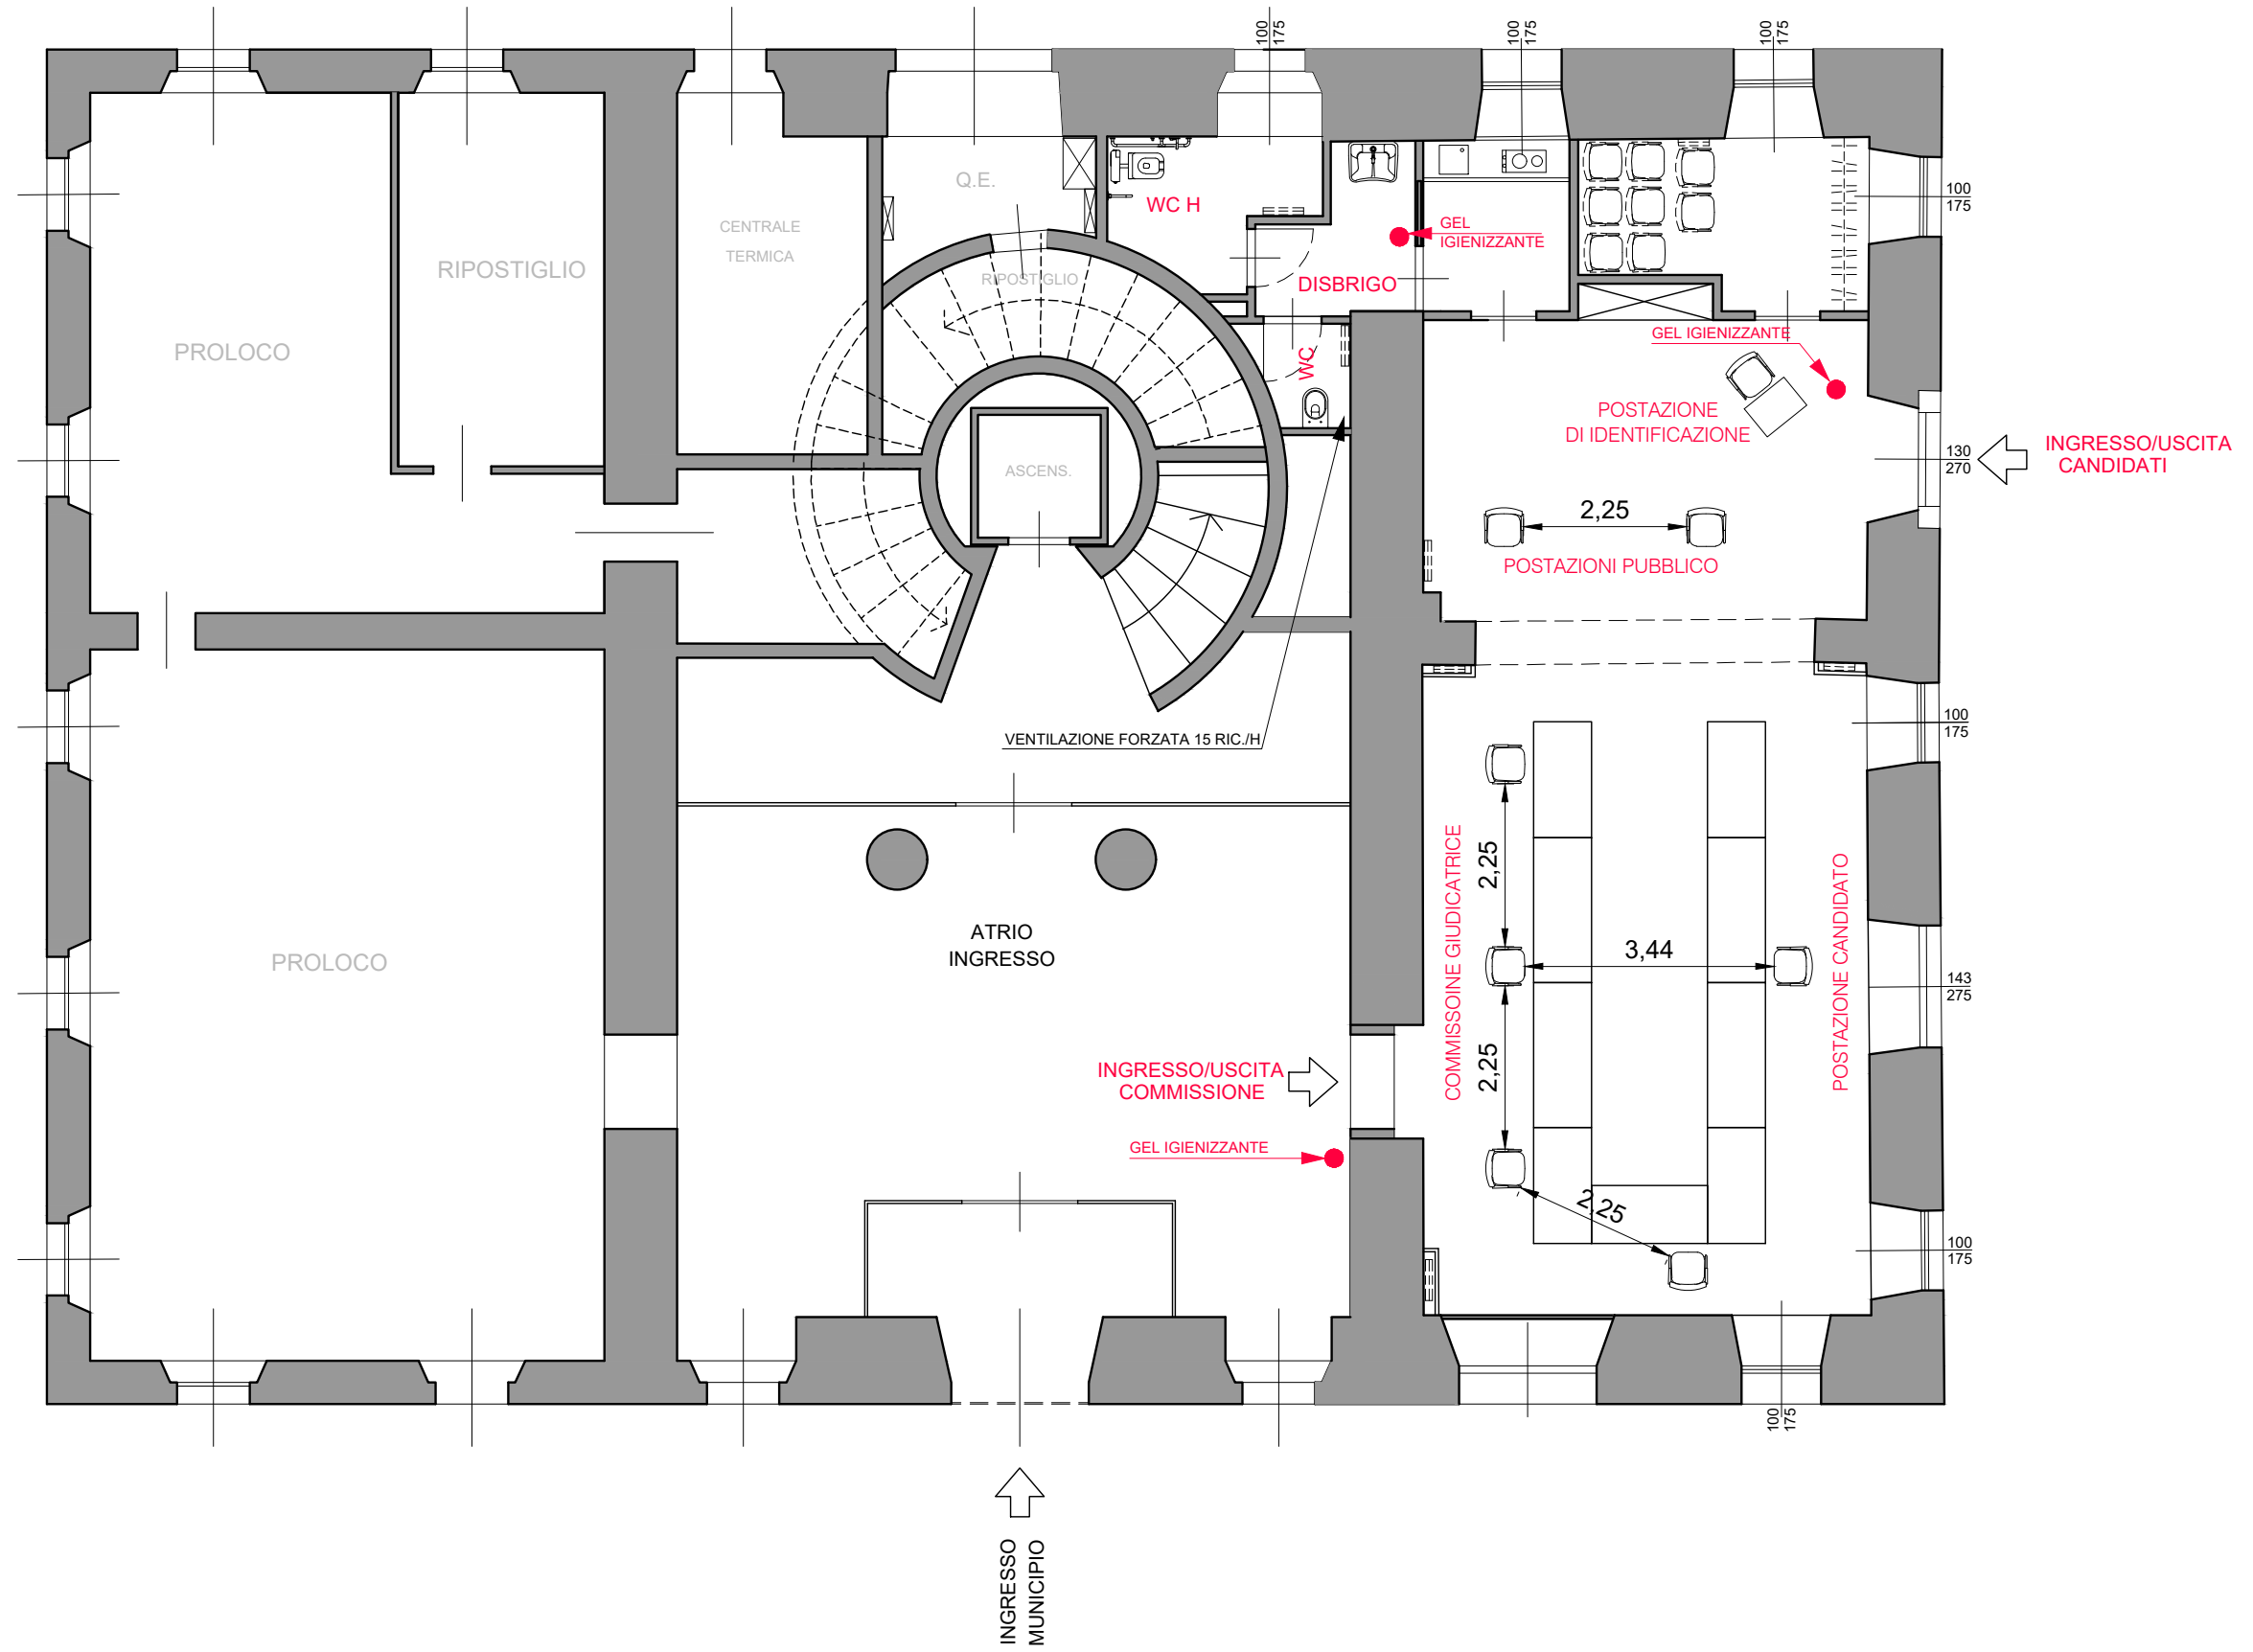 100
175
100
175
100
175
Q.E.
WC H
CENTRALE
TERMICA
RIPOSTIGLIO
GEL
IGIENIZZANTE
100
175
RIPOSTIGLIO
DISBRIGO
PROLOCO
WC
GEL IGIENIZZANTE
POSTAZIONE
DI IDENTIFICAZIONE
ASCENS.
130
270
INGRESSO/USCITA
CANDIDATI
2,25
POSTAZIONI PUBBLICO
VENTILAZIONE FORZATA 15 RIC./H
100
175
COMMISSOINE GIUDICATRICE
2,25
2,25
3,44
POSTAZIONE CANDIDATO
ATRIO
INGRESSO
PROLOCO
143
275
INGRESSO/USCITA
COMMISSIONE
GEL IGIENIZZANTE
2,25
100
175
100
175
INGRESSO
MUNICIPIO